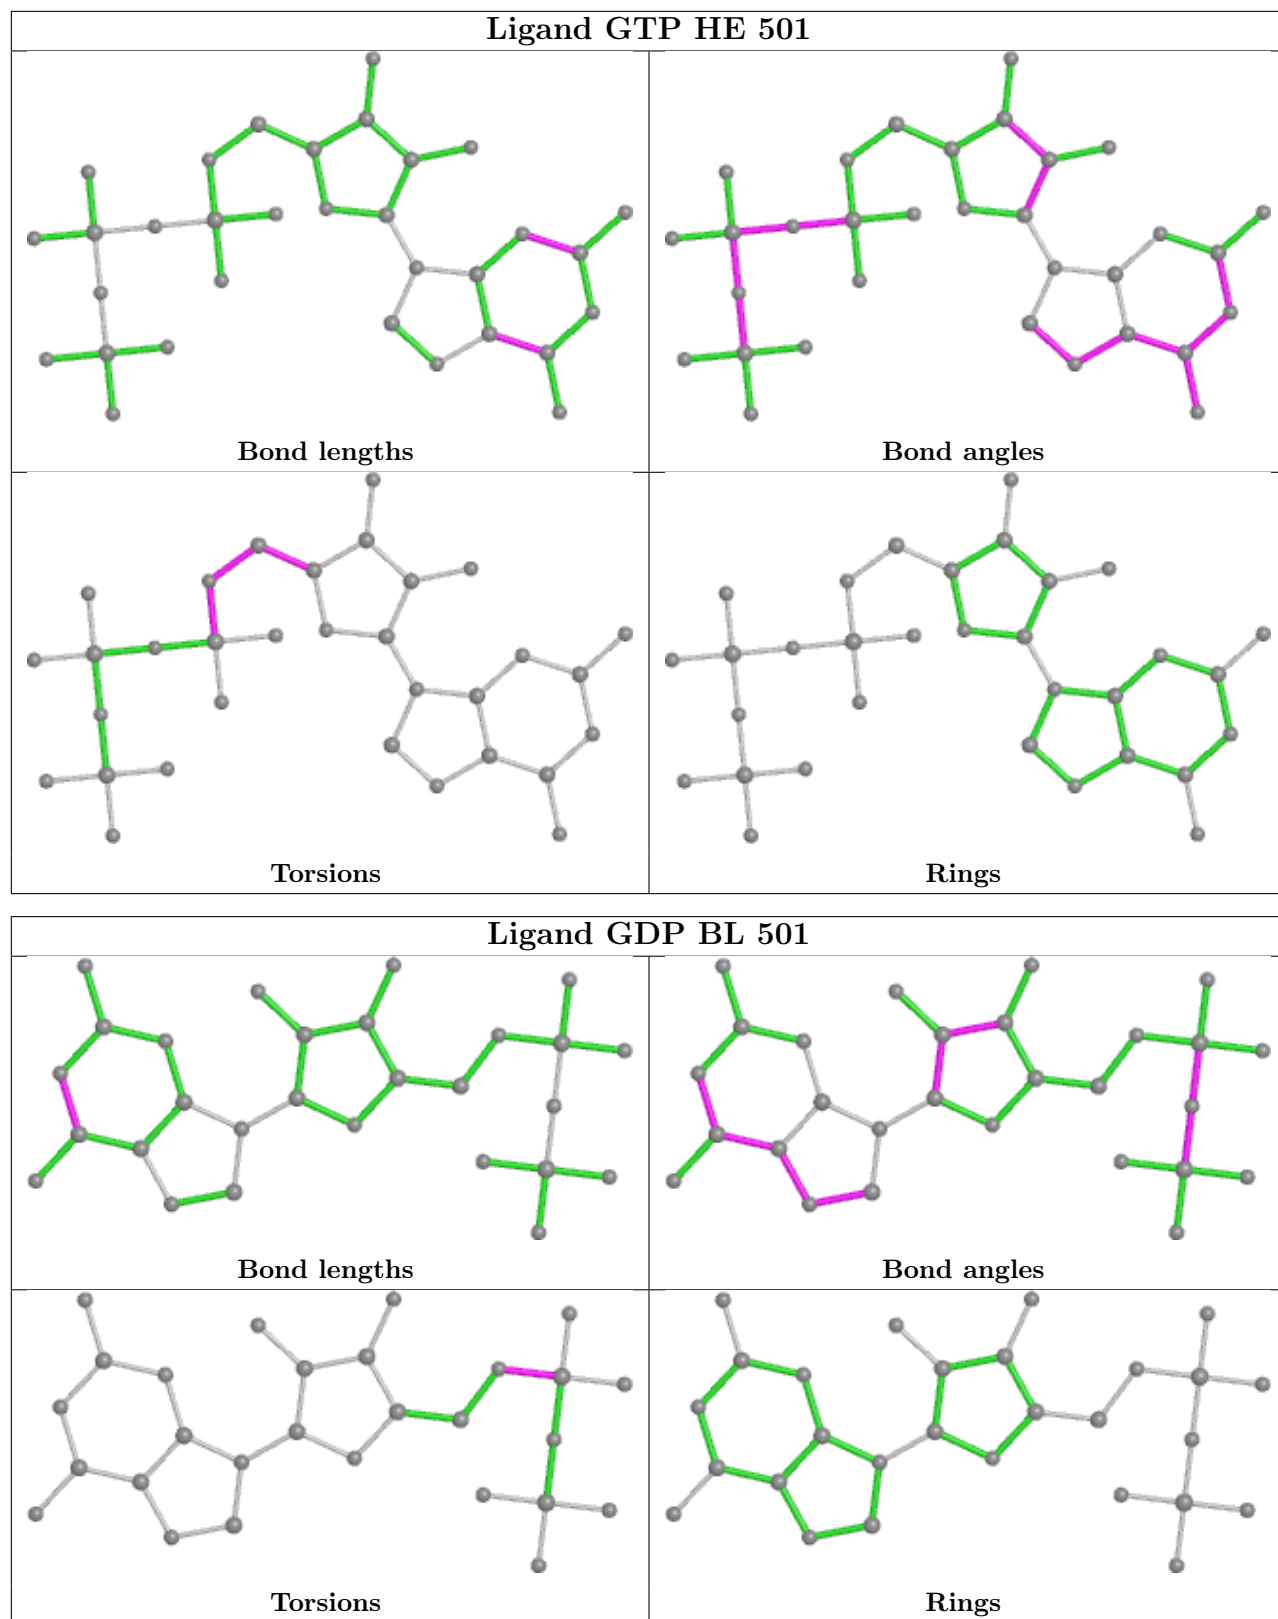 Ligand GTP HE 501
Bond lengths
Bond angles
Torsions
Rings
Ligand GDP BL 501
Bond lengths
Bond angles
Torsions
Rings